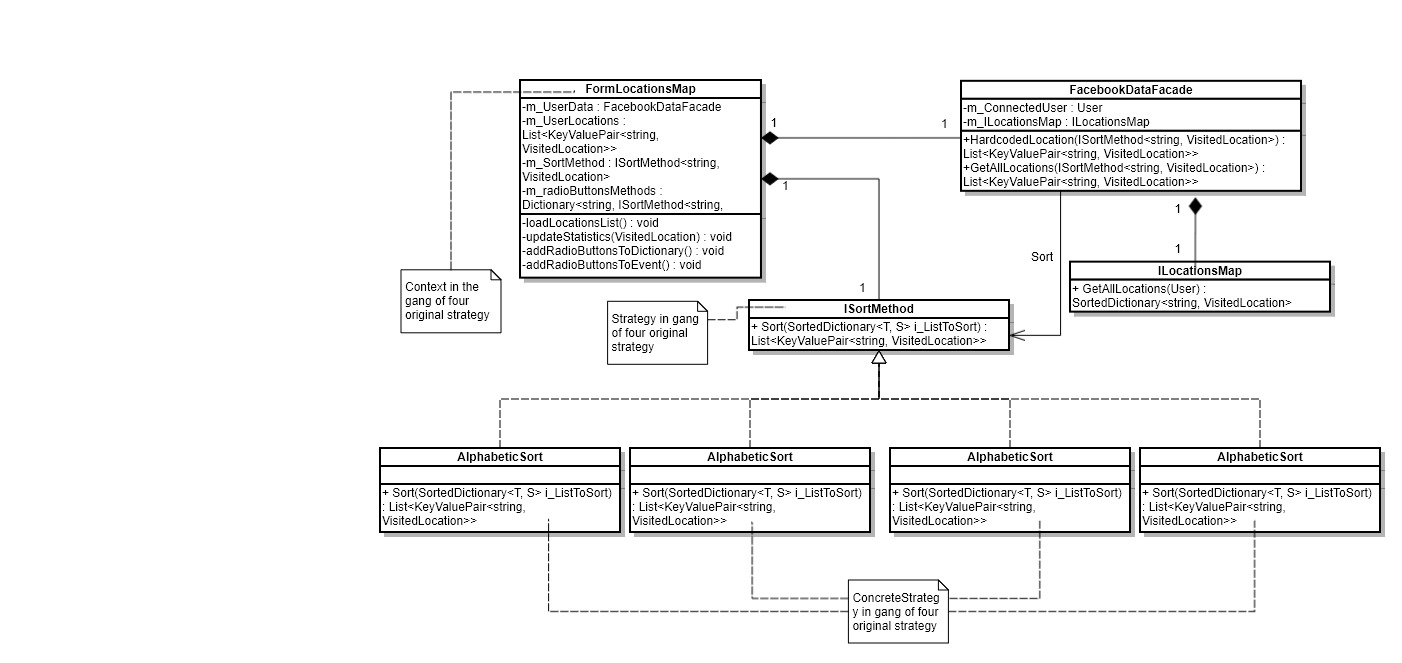 FormLocationsMap
-m_UserData : FacebookDataFacade
-m_UserLocations :
List<KeyValuePair<string,
VisitedLocation>>
-m_SortMethod : ISortMethod<string,
VisitedLocation>
-m_radioButtonsMethods :
Dictionary<string, ISortMethod<string,
-loadLocationsList() : void
-updateStatistics(VisitedLocation) : void
-addRadioButtonsToDictionary() : void
-addRadioButtonsToEvent() : void
1
1
1
1
FacebookDataFacade
-m_ConnectedUser : User
-m_ILocationsMap : ILocationsMap
+HardcodedLocation(ISortMethod<string, VisitedLocation>) :
List<KeyValuePair<string, VisitedLocation>>
+GetAllLocations(ISortMethod<string, VisitedLocation>) :
List<KeyValuePair<string, VisitedLocation>>
1
1
Sort
ILocationsMap
+ GetAllLocations(User) :
SortedDictionary<string, VisitedLocation>
Context in the
gang of four
original strategy
Strategy in gang
of four original
strategy
ISortMethod
+ Sort(SortedDictionary<T, S> i_ListToSort) :
List<KeyValuePair<string, VisitedLocation>>
AlphabeticSort
+ Sort(SortedDictionary<T, S> i_ListToSort)
: List<KeyValuePair<string,
VisitedLocation>>
AlphabeticSort
+ Sort(SortedDictionary<T, S> i_ListToSort)
: List<KeyValuePair<string,
VisitedLocation>>
AlphabeticSort
+ Sort(SortedDictionary<T, S> i_ListToSort)
: List<KeyValuePair<string,
VisitedLocation>>
AlphabeticSort
+ Sort(SortedDictionary<T, S> i_ListToSort)
: List<KeyValuePair<string,
VisitedLocation>>
ConcreteStrateg
y in gang of four
original strategy